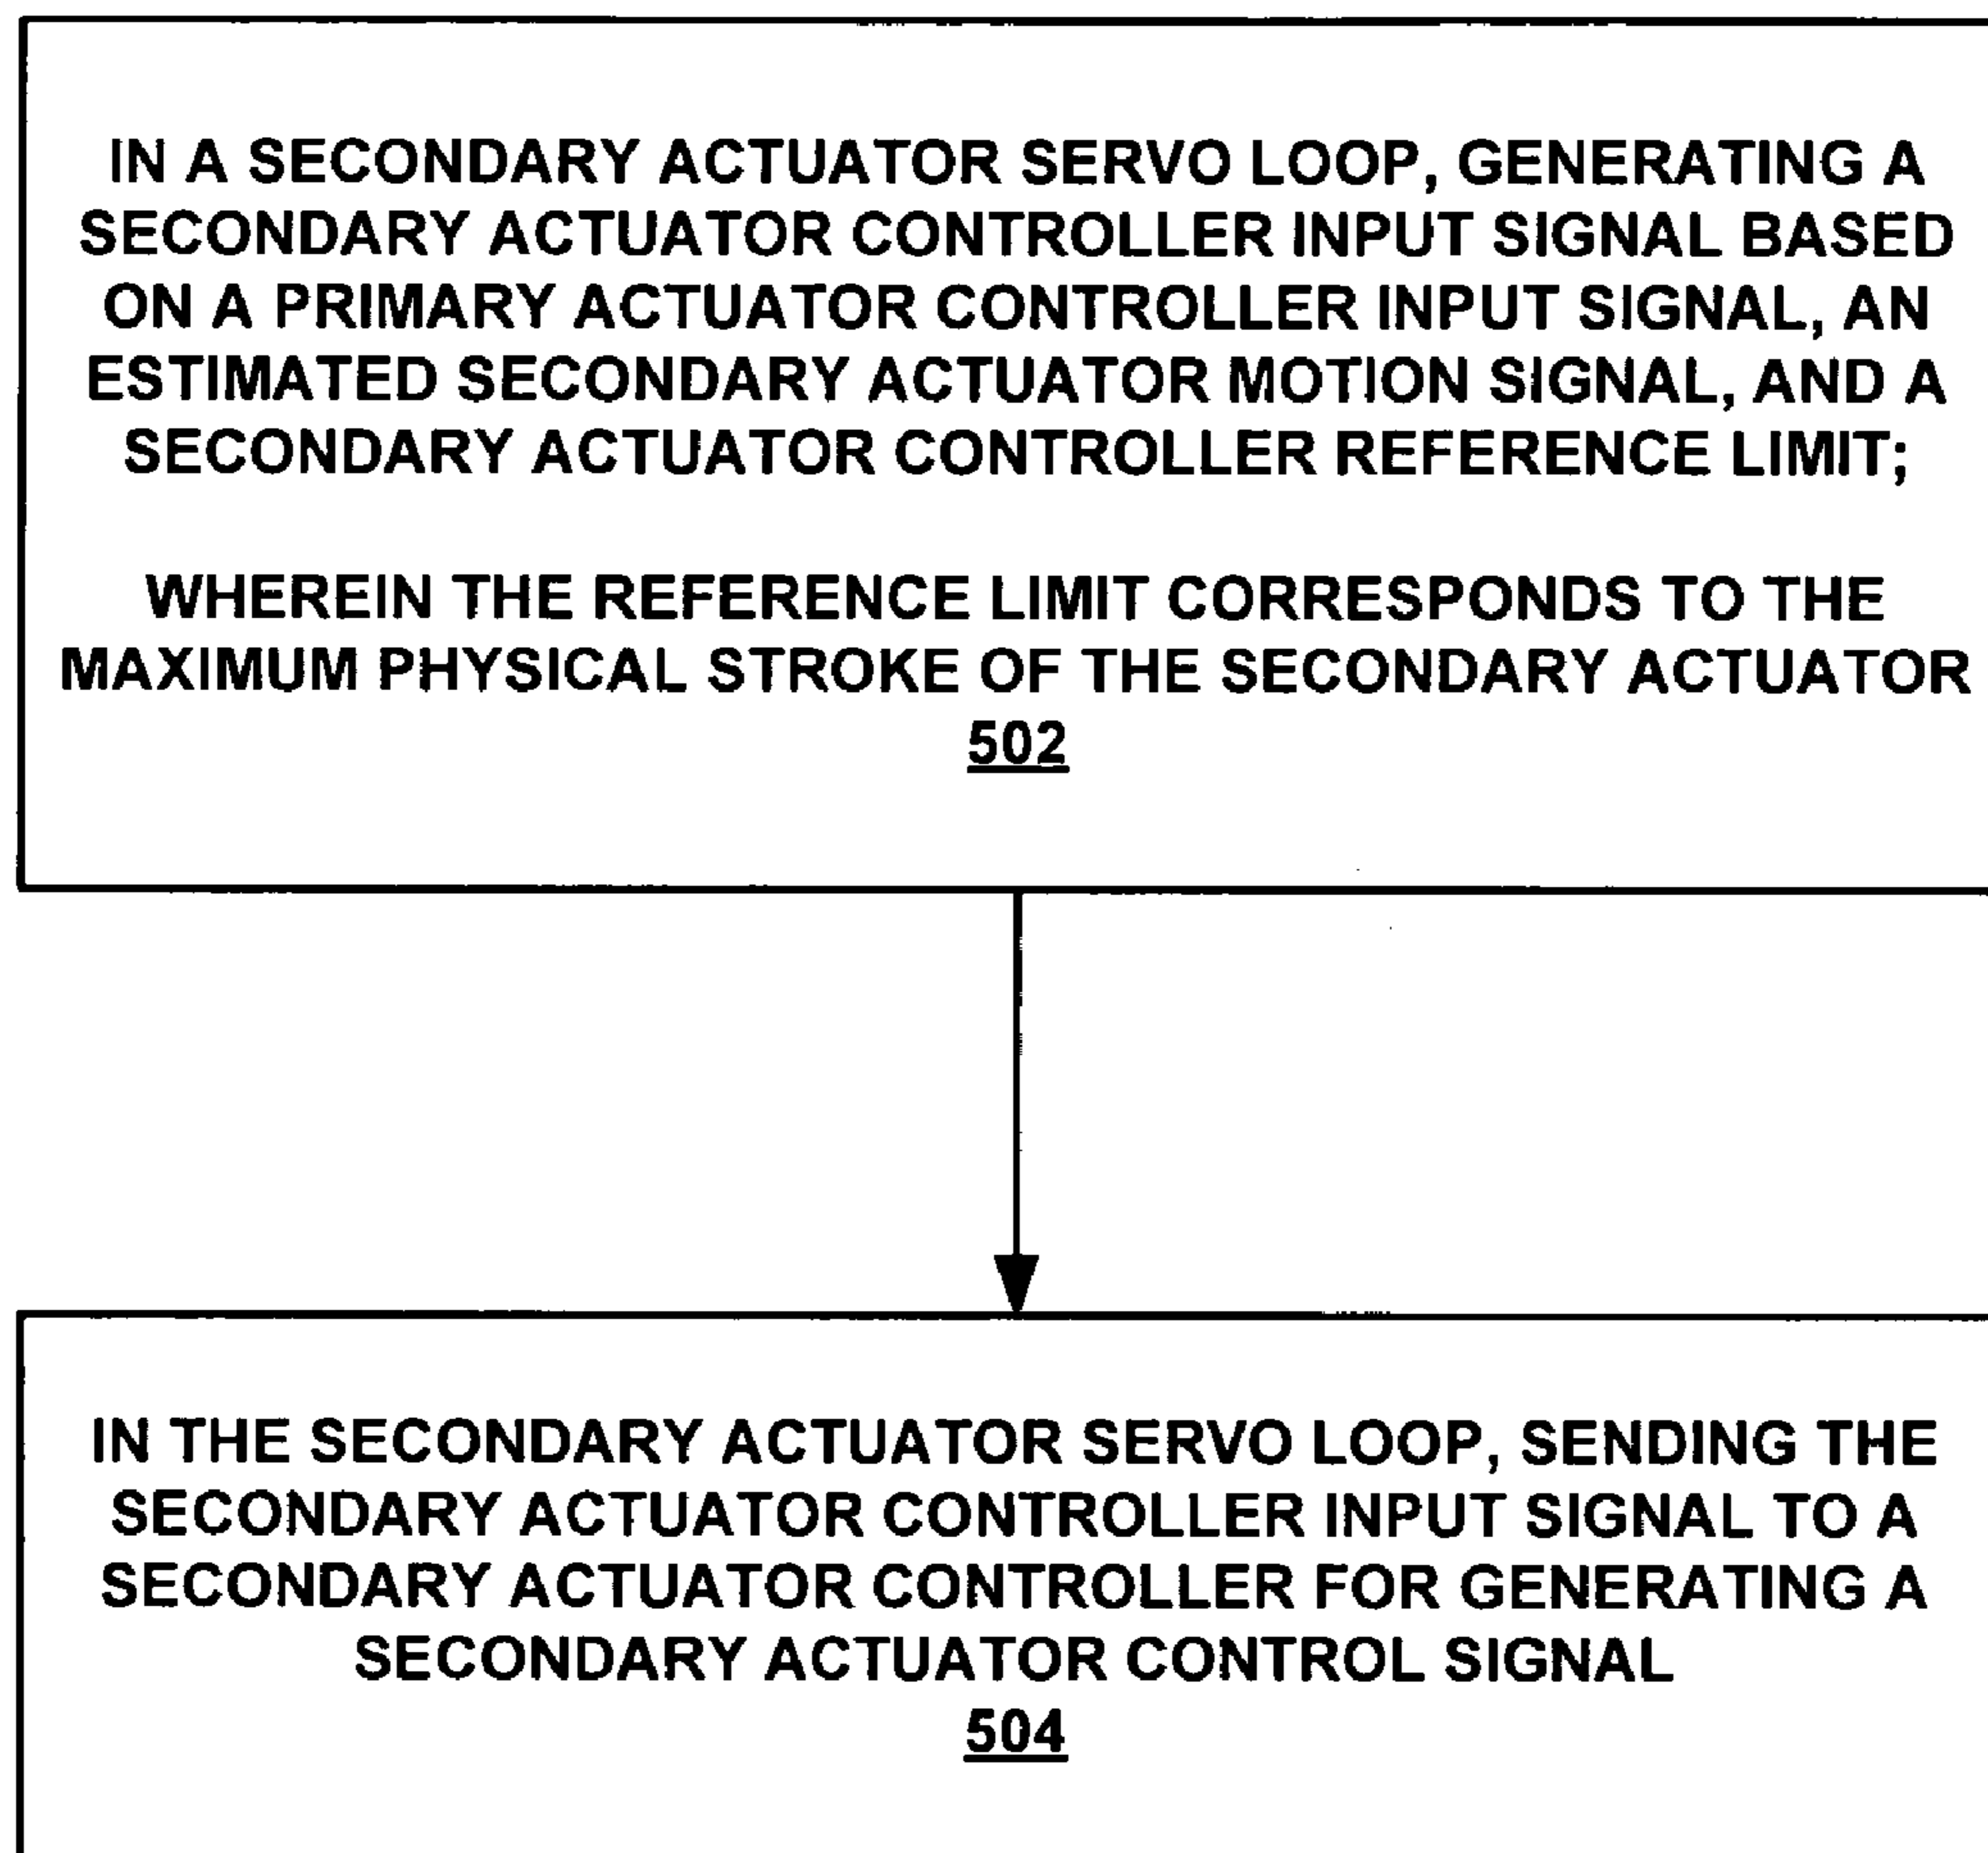 IN A SECONDARY ACTUATOR SERVO LOOP, GENERATING A
SECONDARY ACTUATOR CONTROLLER INPUT SIGNAL BASED
ON A PRIMARY ACTUATOR CONTROLLER INPUT SIGNAL, AN
ESTIMATED SECONDARY ACTUATOR MOTION SIGNAL, AND A
SECONDARY ACTUATOR CONTROLLER REFERENCE LIMIT;
WHEREIN THE REFERENCE LIMIT CORRESPONDS TO THE
MAXIMUM PHYSICAL STROKE OF THE SECONDARY ACTUATOR
502
IN THE SECONDARY ACTUATOR SERVO LOOP, SENDING THE
SECONDARY ACTUATOR CONTROLLER INPUT SIGNAL TO A
SECONDARY ACTUATOR CONTROLLER FOR GENERATING A
SECONDARY ACTUATOR CONTROL SIGNAL
504